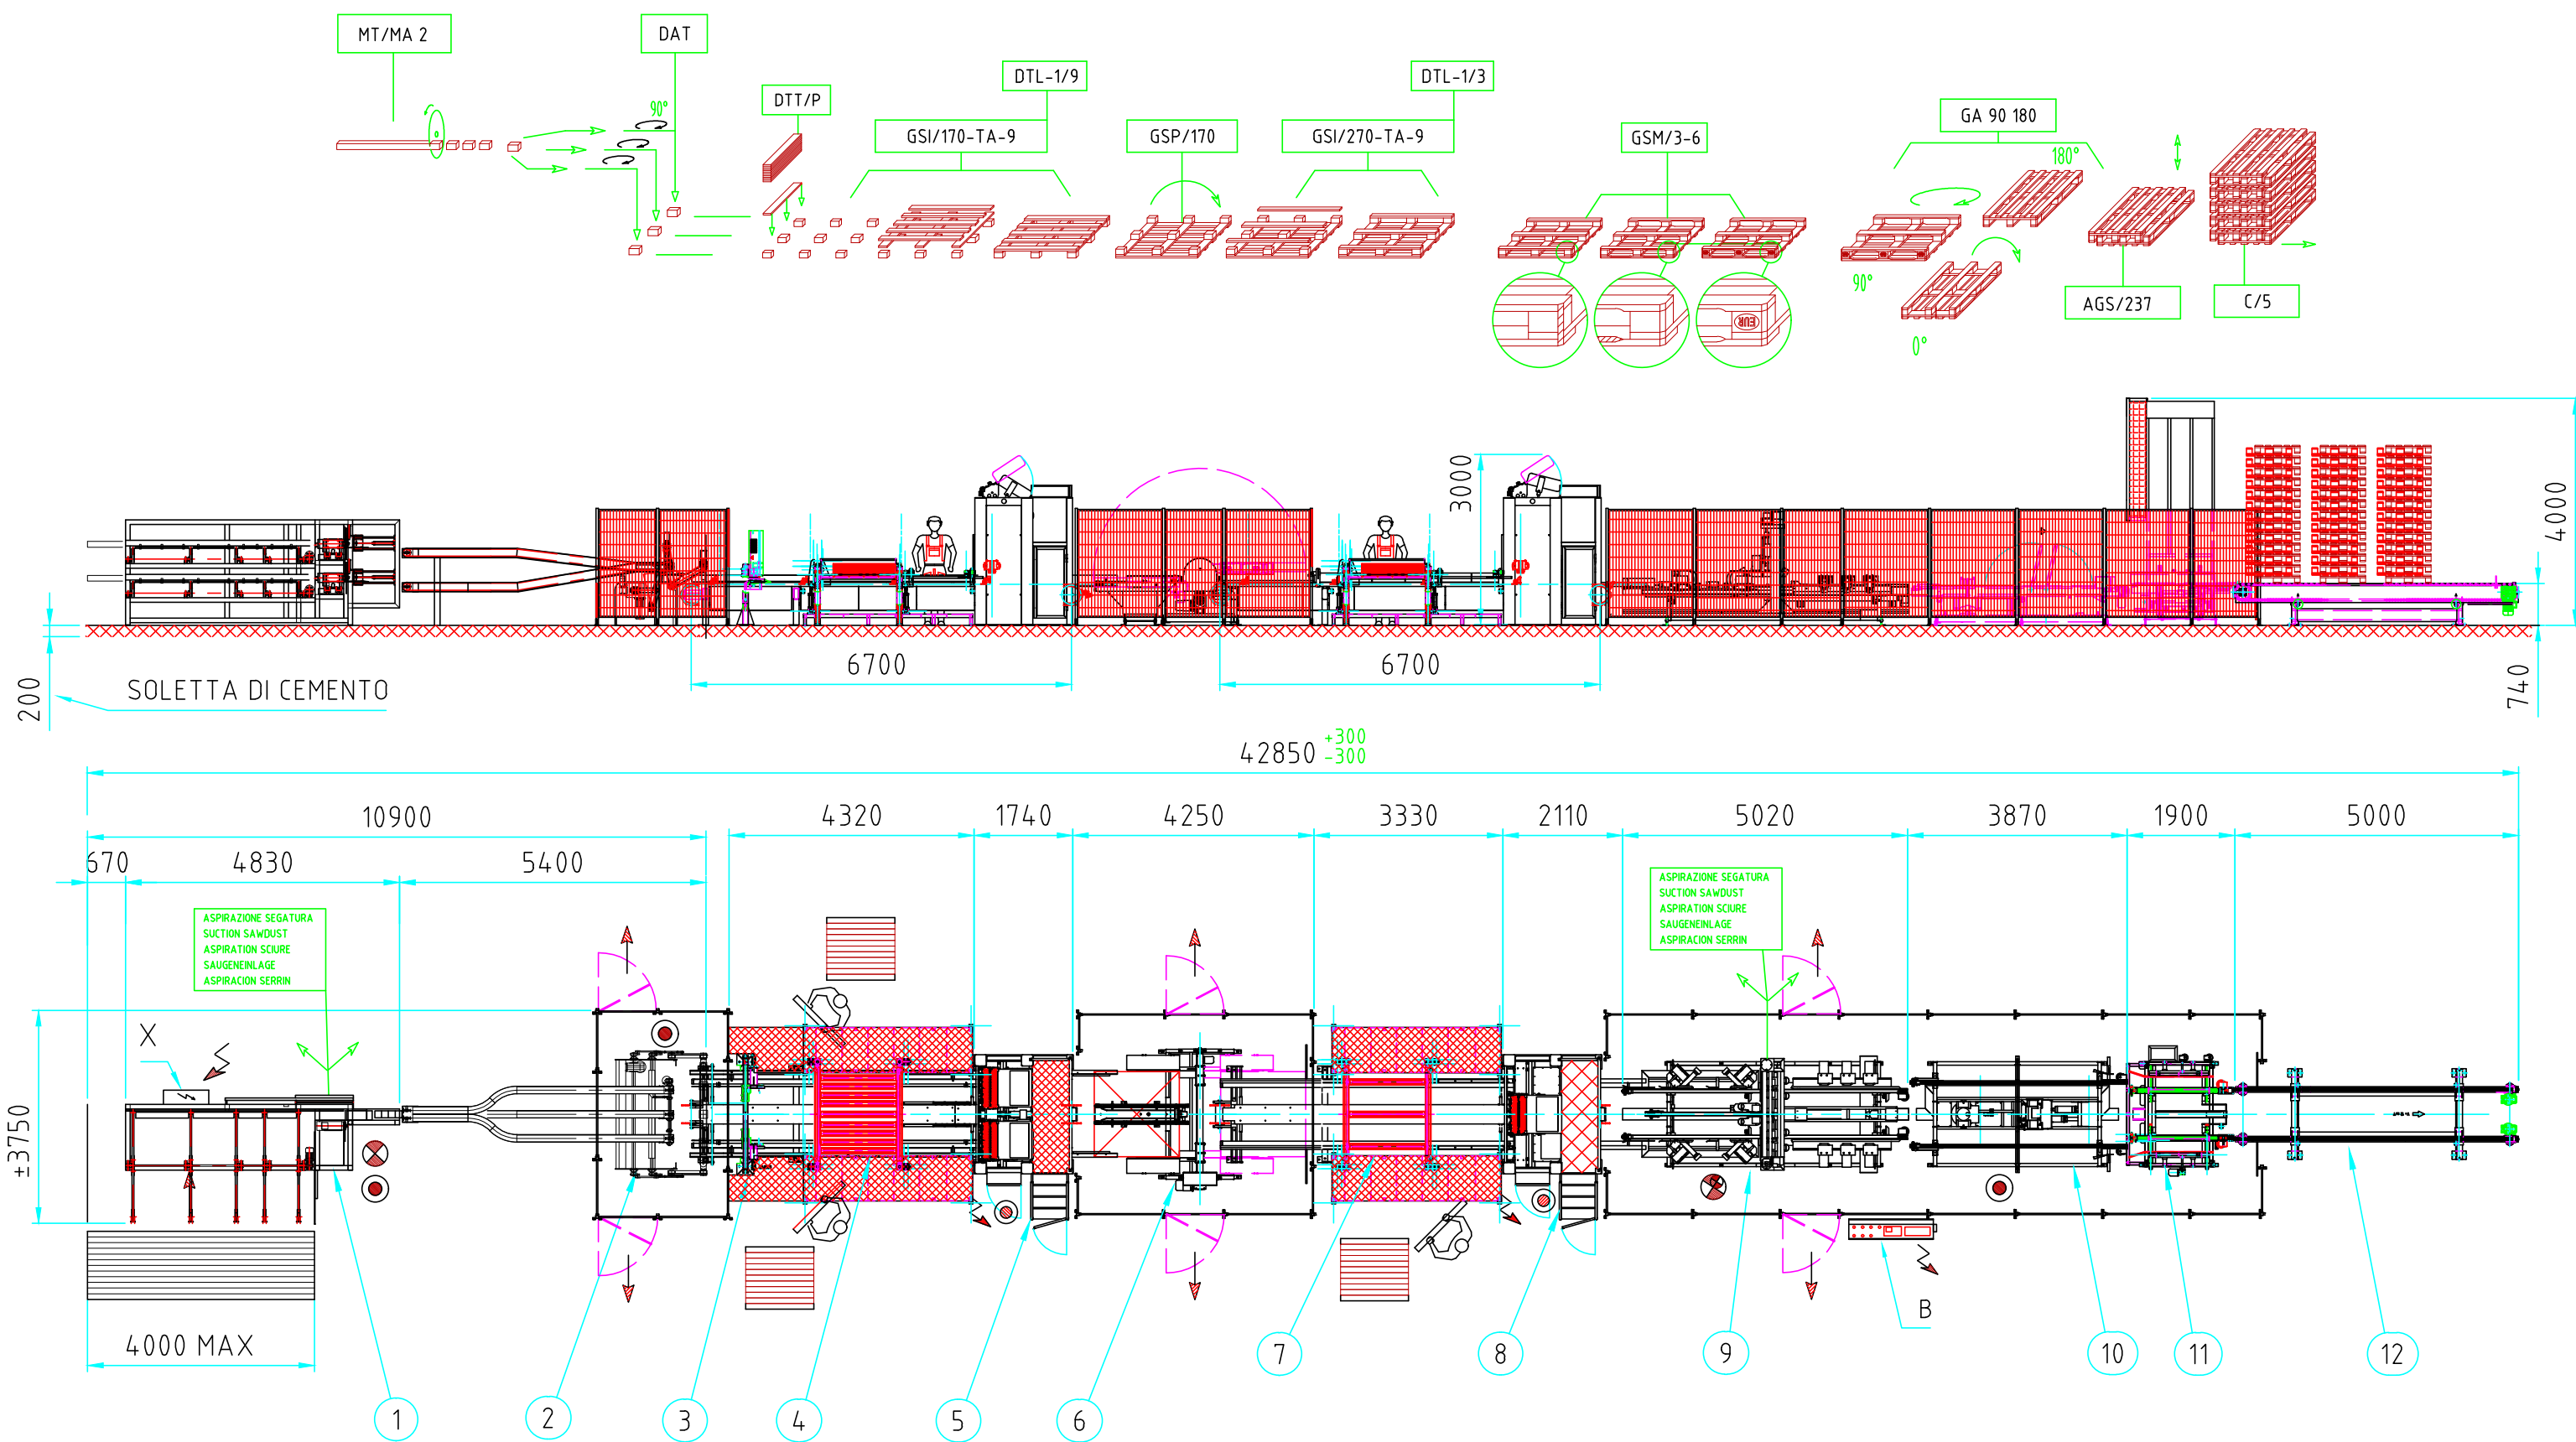 MT/MA 2
DAT
DTL-1/9
DTL-1/3
DTT/P
GSI/170-TA-9
GSP/170
GSI/270-TA-9
GSM/3-6
GA 90 180
90°
180°
90°
0°
EUR
AGS/237
C/5
3000
4000
6700
6700
200
SOLETTA DI CEMENTO
740
42850 +300 -300
10900
4320
1740
4250
3330
2110
5020
3870
1900
5000
670
4830
5400
ASPIRAZIONE SEGATURA
SUCTION SAWDUST
ASPIRATION SCIURE
SAUGENEINLAGE
ASPIRACION SERRIN
ASPIRAZIONE SEGATURA
SUCTION SAWDUST
ASPIRATION SCIURE
SAUGENEINLAGE
ASPIRACION SERRIN
X
±3750
B
4000 MAX
1
2
3
4
5
6
7
8
9
10
11
12